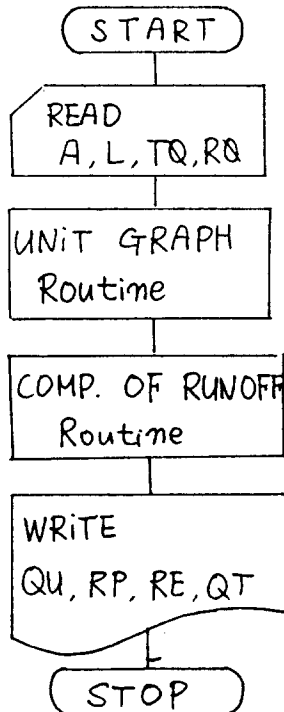 START
READ
A, L, TQ, RQ
UNiT GRAPH
Routine
COMP. OF RUNOFF
Routine
WRiTE
QU, RP, RE, QT
STOP